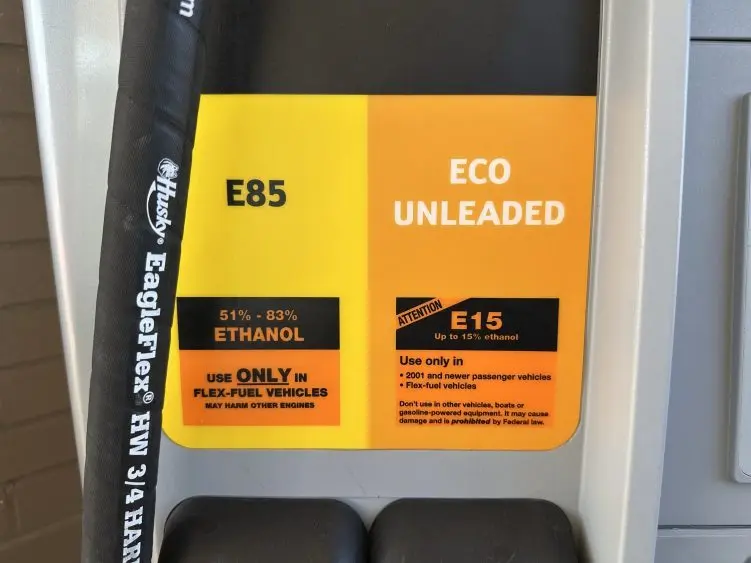 Husky® EagleFlex® HW 3/4
E85
51% - 83%
ETHANOL
USE ONLY IN
FLEX-FUEL VEHICLES
MAY HARM OTHER ENGINES
ECO
UNLEADED
ATTENTION
E15
Up to 15% ethanol
Use only in
• 2001 and newer passenger vehicles
• Flex-fuel vehicles
Don't use in other vehicles, boats or
gasoline-powered equipment. It may cause
damage and is prohibited by Federal law.